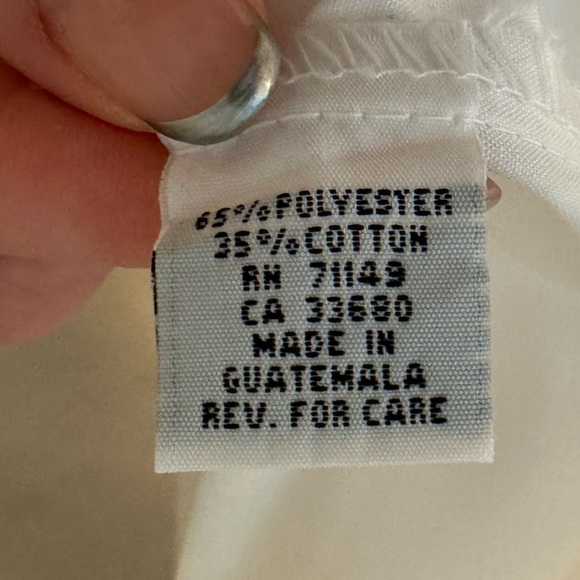 65% POLYESTER
35% COTTON
RN 71149
CA 33680
MADE IN
GUATEMALA
REV. FOR CARE